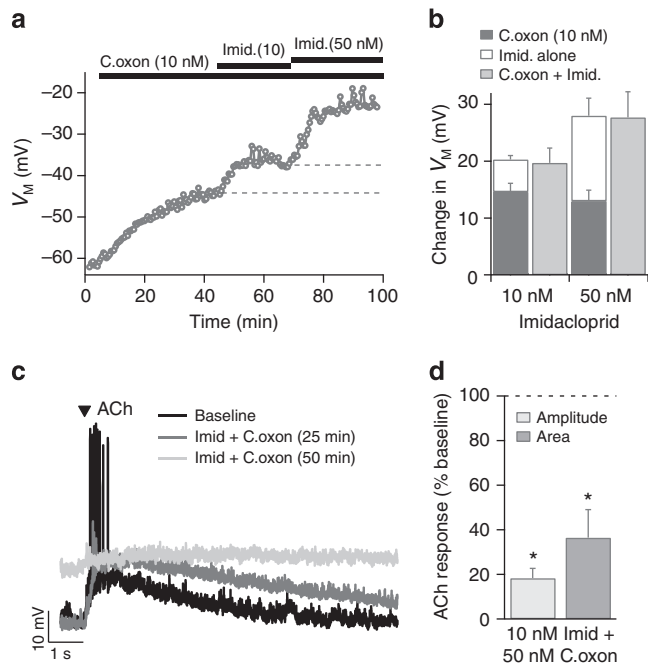 a
C.oxon (10 nM)
Imid.(10)
Imid.(50 nM)
–20
–30
–40
–50
–60
VM (mV)
0
20
40
60
80
100
Time (min)
b
C.oxon (10 nM)
Imid. alone
C.oxon + Imid.
30
20
10
0
Change in VM (mV)
10 nM
50 nM
Imidacloprid
c
ACh
Baseline
Imid + C.oxon (25 min)
Imid + C.oxon (50 min)
10 mV
1 s
d
100
80
60
40
20
0
ACh response (% baseline)
Amplitude
Area
*
*
10 nM Imid +
50 nM C.oxon